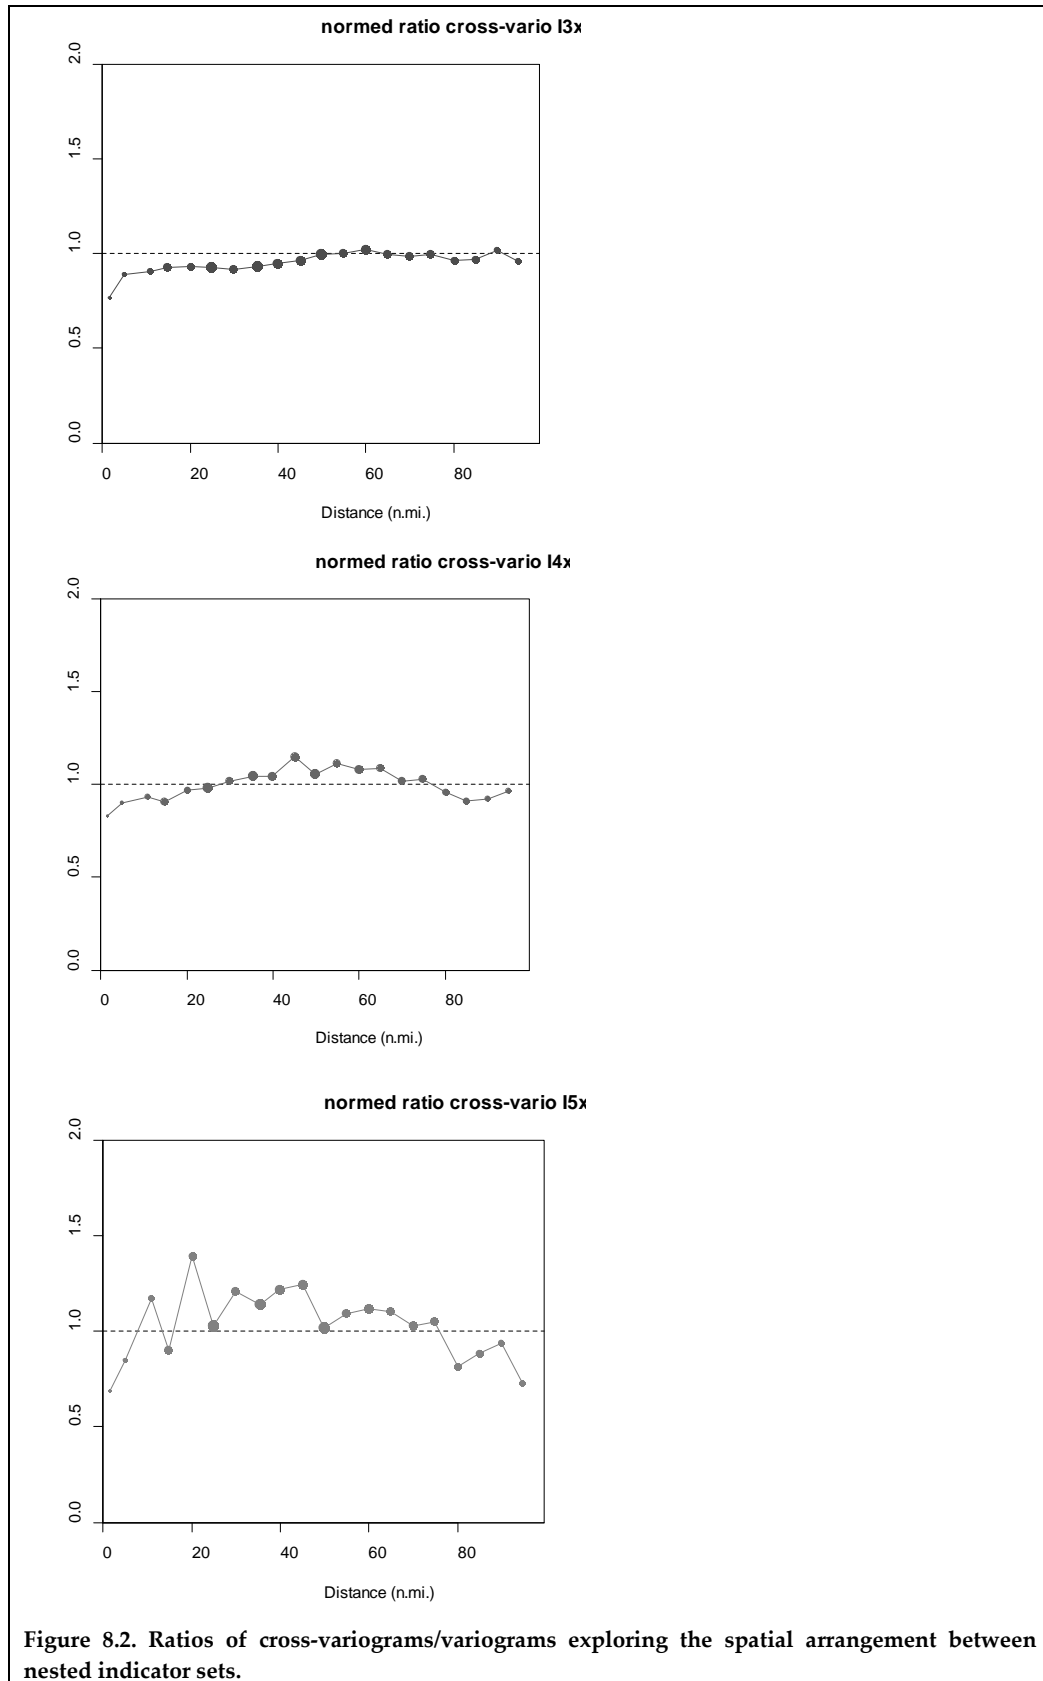 normed ratio cross-vario I3x
2.0
1.5
1.0
0.5
0.0
0 20 40 60 80
Distance (n.mi.)
normed ratio cross-vario I4x
2.0
1.5
1.0
0.5
0.0
0 20 40 60 80
Distance (n.mi.)
normed ratio cross-vario I5x
2.0
1.5
1.0
0.5
0.0
0 20 40 60 80
Distance (n.mi.)
Figure 8.2. Ratios of cross-variograms/variograms exploring the spatial arrangement between
nested indicator sets.